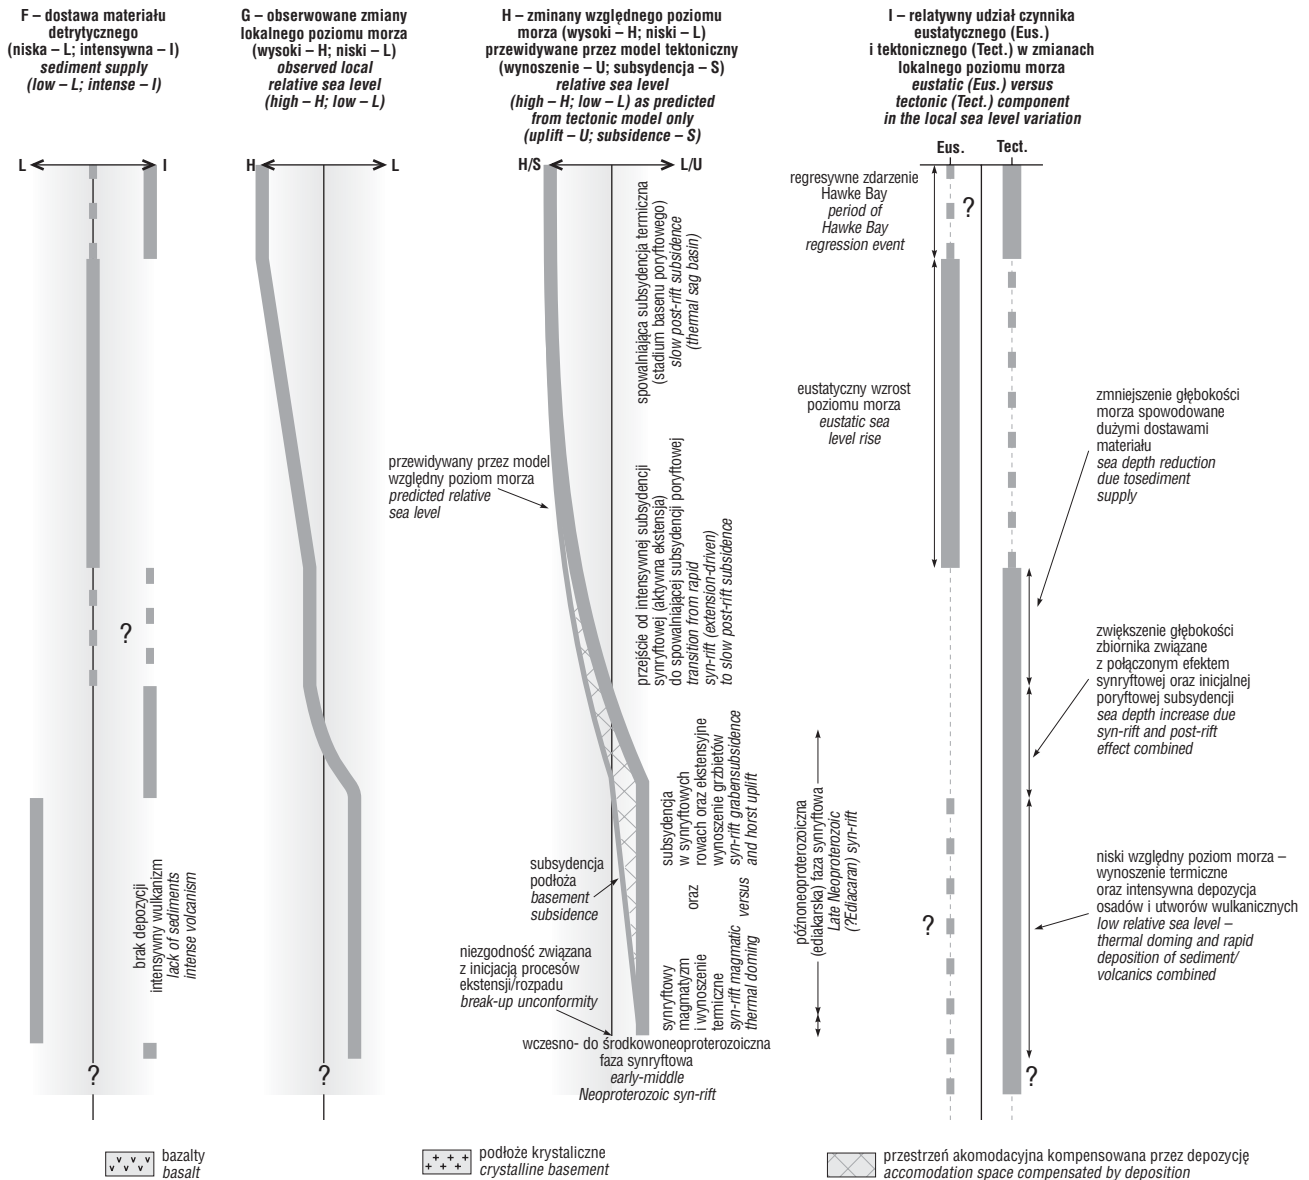 F – dostawa materiału
detrytycznego
(niska – L; intensywna – I)
sediment supply
(low – L; intense – I)
G – obserwowane zmiany
lokalnego poziomu morza
(wysoki – H; niski – L)
observed local
relative sea level
(high – H; low – L)
H – zminany względnego poziomu
morza (wysoki – H; niski – L)
przewidywane przez model tektoniczny
(wynoszenie – U; subsydencja – S)
relative sea level
(high – H; low – L) as predicted
from tectonic model only
(uplift – U; subsidence – S)
I – relatywny udział czynnika
eustatycznego (Eus.)
i tektonicznego (Tect.) w zmianach
lokalnego poziomu morza
eustatic (Eus.) versus
tectonic (Tect.) component
in the local sea level variation
L
I
H
L
H/S
L/U
Eus.
Tect.
?
brak depozycji
intensywny wulkanizm
lack of sediments
intense volcanism
?
?
przewidywany przez model
względny poziom morza
predicted relative
sea level
spowalniająca subsydencja termiczna
(stadium basenu poryftowego)
slow post-rift subsidence
(thermal sag basin)
przejście od intensywnej subsydencji
synryftowej (aktywna ekstensja)
do spowalniającej subsydencji poryftowej
transition from rapid
syn-rift (extension-driven)
to slow post-rift subsidence
subsydencja
w synryftowych
rowach oraz ekstensyjne
wynoszenie grzbietów
syn-rift grabensubsidence
and horst uplift
oraz
versus
synryftowy
magmatyzm
i wynoszenie
termiczne
syn-rift magmatic
thermal doming
subsydencja
podłoża
basement
subsidence
niezgodność związana
z inicjacją procesów
ekstensji/rozpadu
break-up unconformity
wczesno- do środkowoneoproterozoiczna
faza synryftowa
early-middle
Neoproterozoic syn-rift
późnoneoproterozoiczna
(ediakarska) faza synryftowa
Late Neoproterozoic
(?Ediacaran) syn-rift
regresywne zdarzenie
Hawke Bay
period of
Hawke Bay
regression event
?
eustatyczny wzrost
poziomu morza
eustatic sea
level rise
?
?
zmniejszenie głębokości
morza spowodowane
dużymi dostawami
materiału
sea depth reduction
due tosediment
supply
zwiększenie głębokości
zbiornika związane
z połączonym efektem
synryftowej oraz inicjalnej
poryftowej subsydencji
sea depth increase due
syn-rift and post-rift
effect combined
niski względny poziom morza –
wynoszenie termiczne
oraz intensywna depozycja
osadów i utworów wulkanicznych
low relative sea level –
thermal doming and rapid
deposition of sediment/
volcanics combined
bazalty
basalt
podłoże krystaliczne
crystalline basement
przestrzeń akomodacyjna kompensowana przez depozycję
accomodation space compensated by deposition